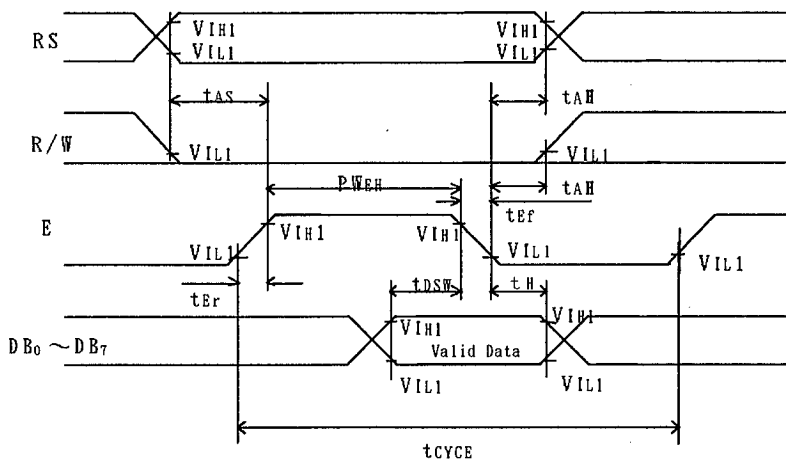 RS
VIH1
VIL1
VIH1
VIL1
tAS
tAH
R/W
VIL1
VIL1
PWEH
tAH
tEf
E
VIL1
VIH1
VIH1
VIL1
VIL1
tEr
tDSW
tH
DB0 ~DB7
VIH1
Valid Data
VIH1
VIL1
VIL1
tCYCE